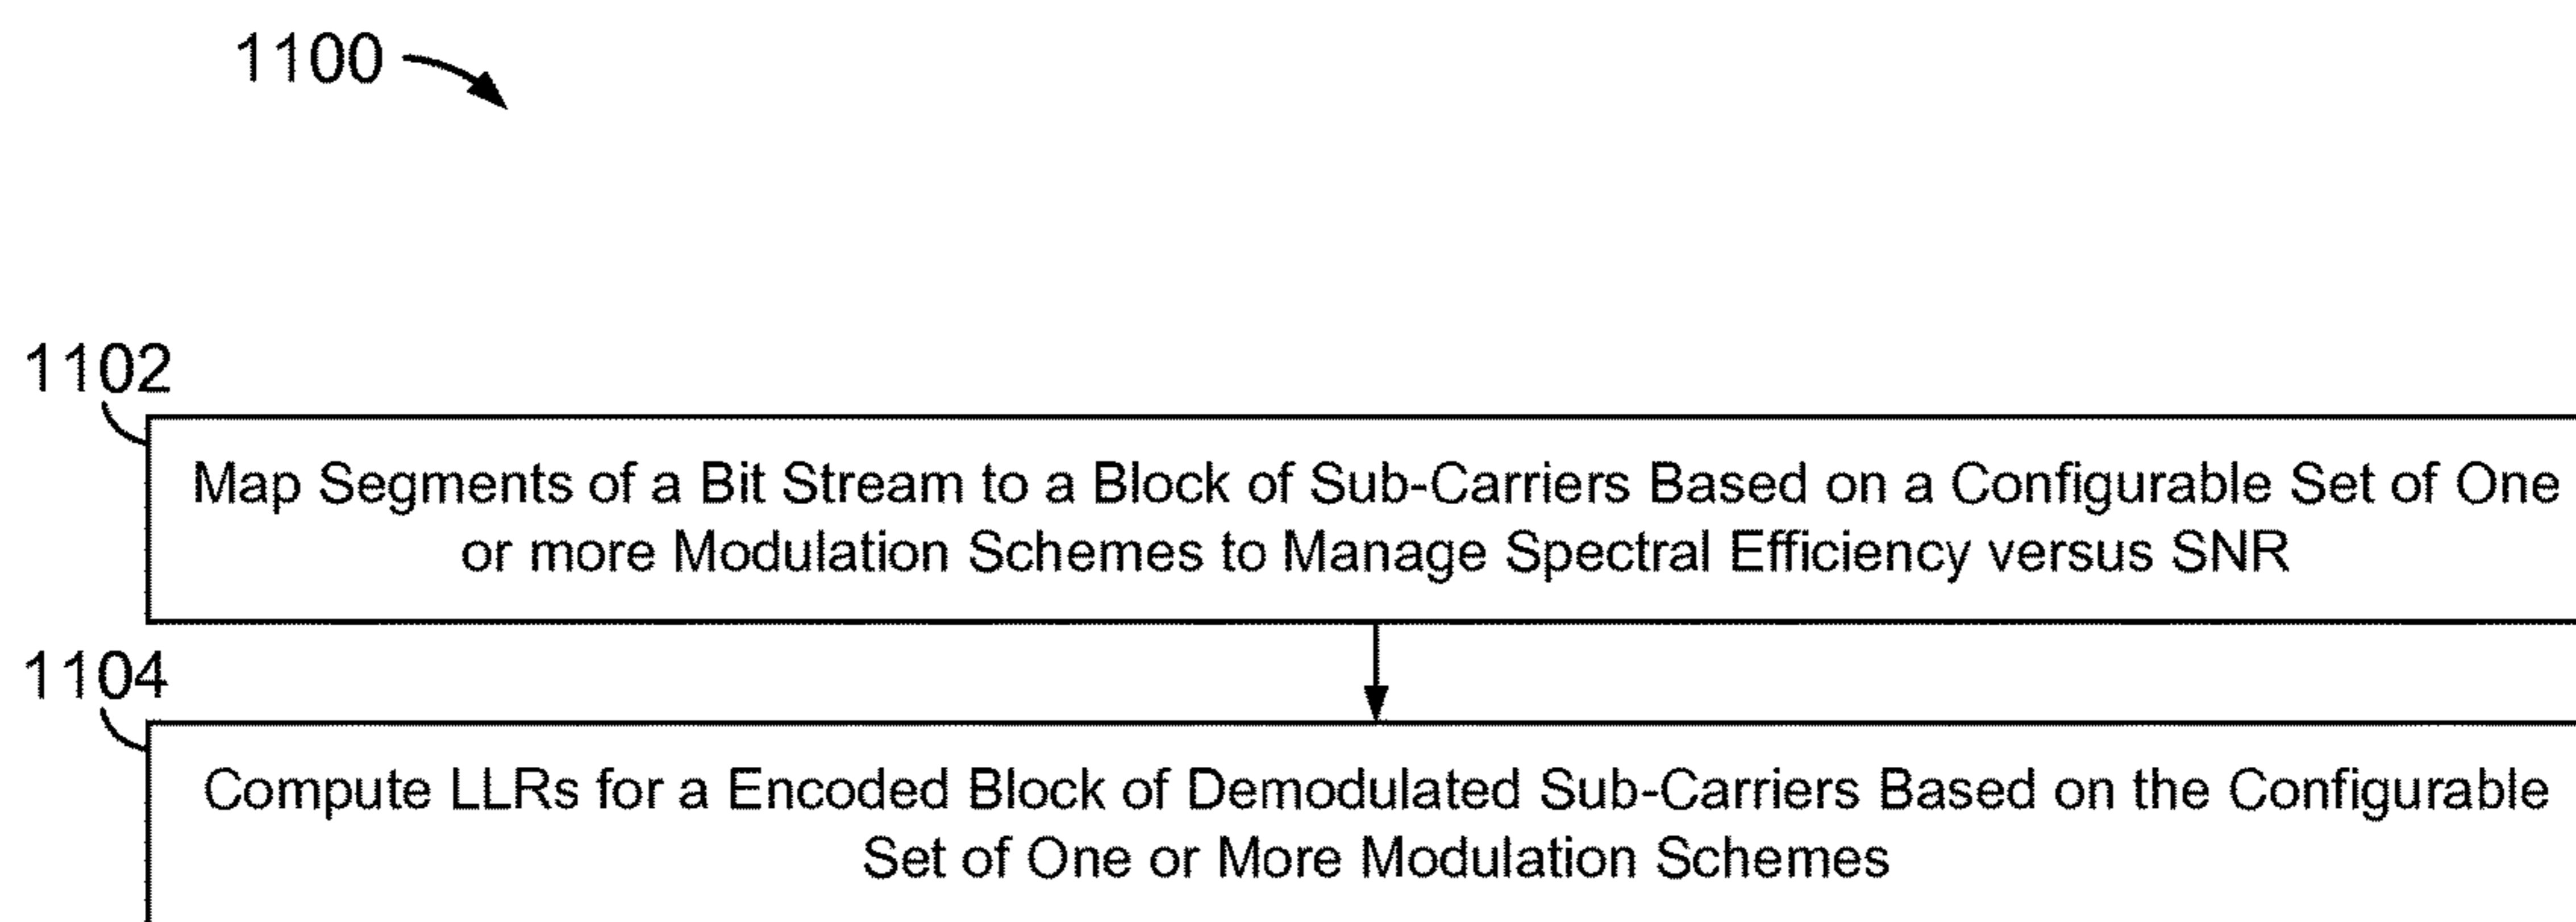 1100
1102
Map Segments of a Bit Stream to a Block of Sub-Carriers Based on a Configurable Set of One
or more Modulation Schemes to Manage Spectral Efficiency versus SNR
1104
Compute LLRs for a Encoded Block of Demodulated Sub-Carriers Based on the Configurable
Set of One or More Modulation Schemes